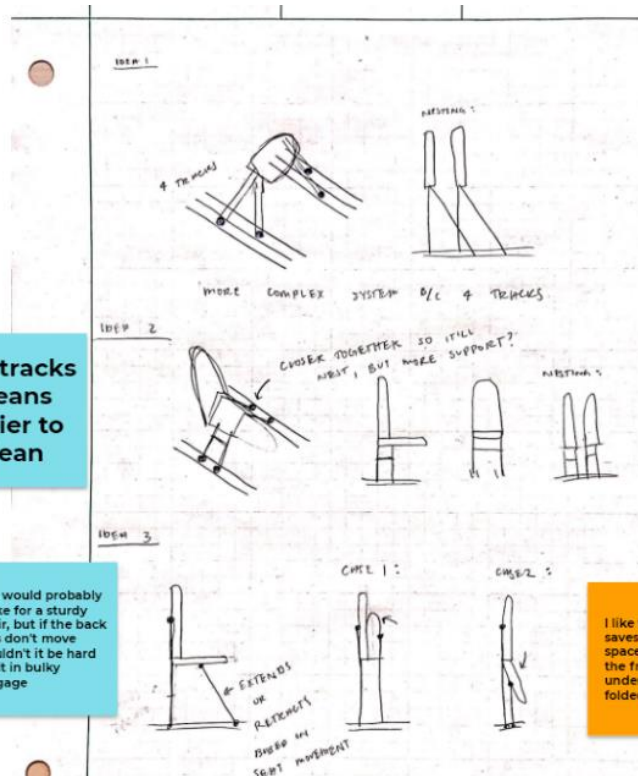 IDEA 1
NESTING :
4 TRACKS
MORE COMPLEX SYSTEM B/C 4 TRACKS
IDEA 2
CLOSER TOGETHER SO IT'LL
NEST, BUT MORE SUPPORT?
NESTING :
tracks
eans
ier to
ean
IDEA 3
CASE 1 :
CASE 2 :
would probably
e for a sturdy
ir, but if the back
s don't move
uldn't it be hard
t in bulky
gage
EXTENDS
OR
RETRACTS
BASED ON
SEAT MOVEMENT
I like
saves
space
the fr
under
folde